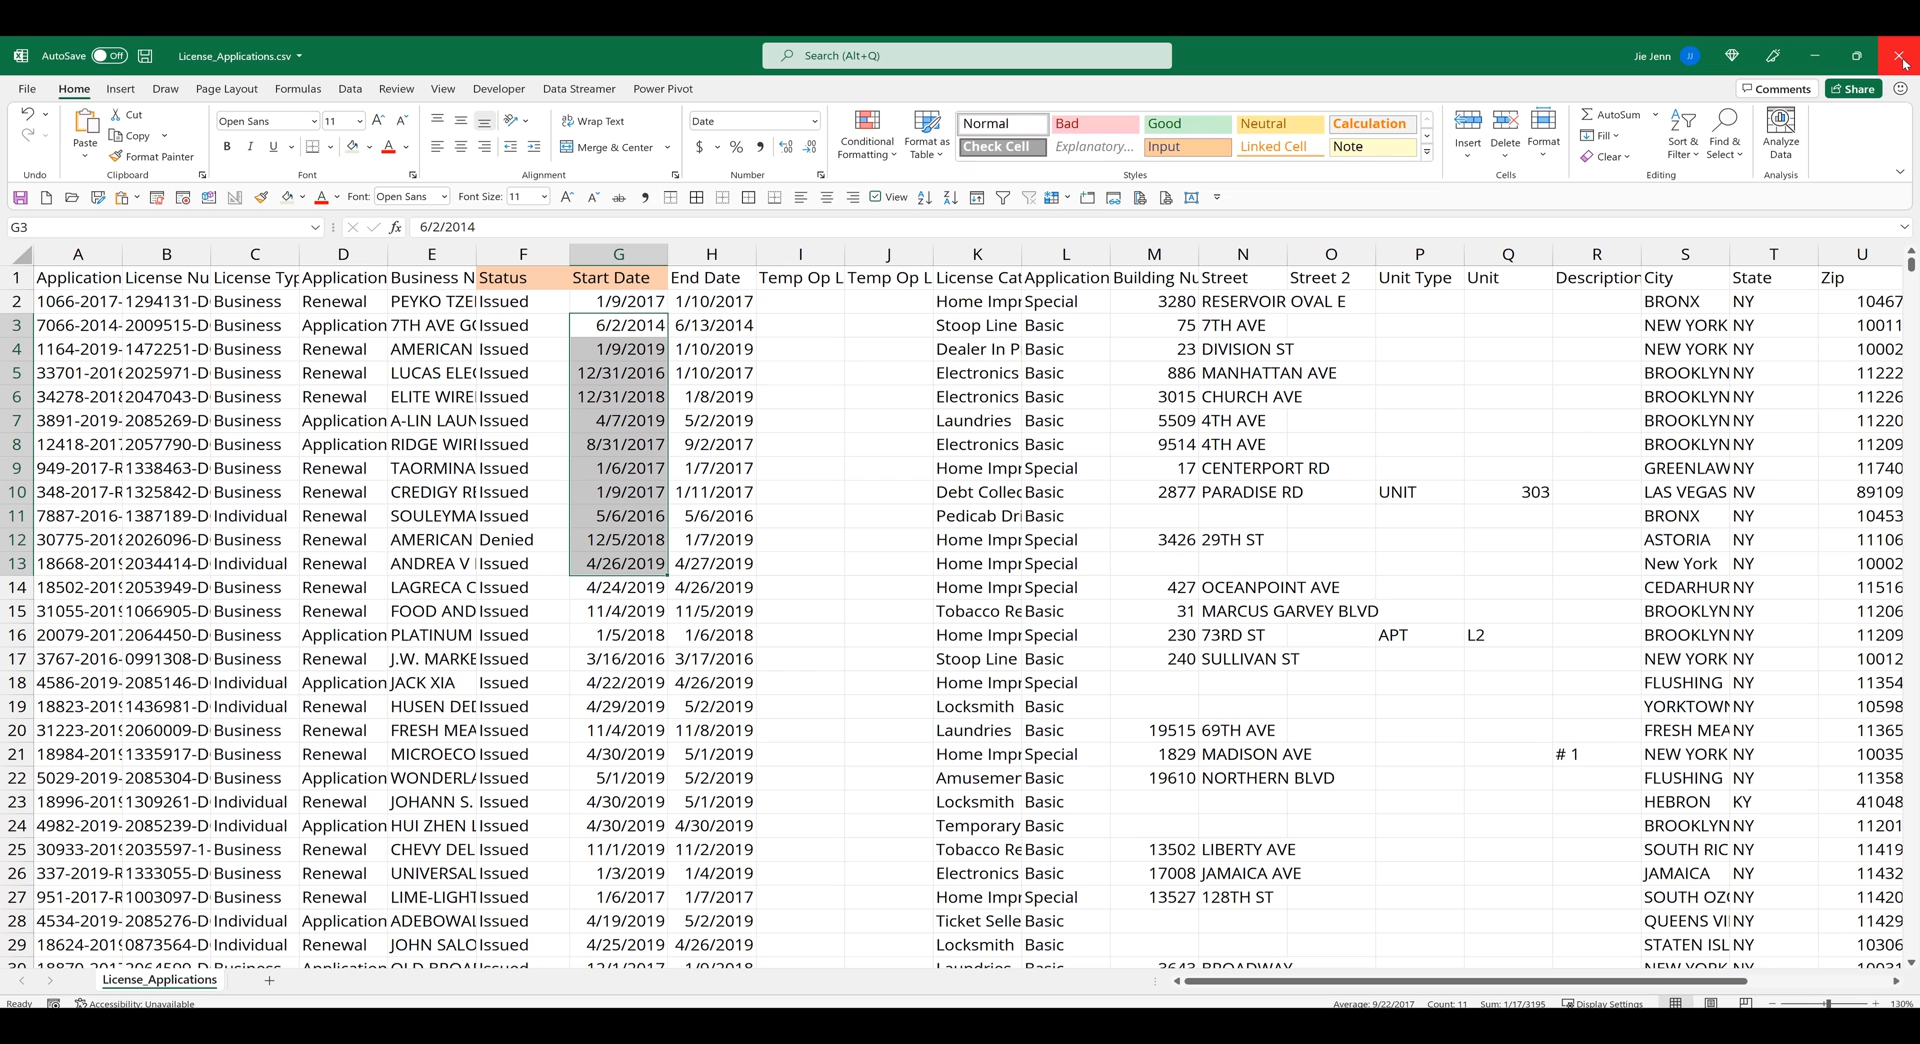 AutoSave Off License_Applications.csv Search (Alt+Q) Jie Jenn JJ
File Home Insert Draw Page Layout Formulas Data Review View Developer Data Streamer Power Pivot Comments Share
Paste Cut Copy Format Painter Open Sans 11 Wrap Text Merge & Center Date Conditional Formatting Format as Table Normal Bad Good Neutral Calculation Check Cell Explanatory... Input Linked Cell Note Insert Delete Format AutoSum Fill Clear Sort & Filter Find & Select Analyze Data
Undo Clipboard Font Alignment Number Styles Cells Editing Analysis
Font: Open Sans Font Size: 11 View
G3 fx 6/2/2014
A B C D E F G H I J K L M N O P Q R S T U
1 Application License Nu License Typ Application Business N Status Start Date End Date Temp Op L Temp Op L License Cat Application Building Nu Street Street 2 Unit Type Unit Description City State Zip
2 1066-2017- 1294131-D Business Renewal PEYKO TZE Issued 1/9/2017 1/10/2017 Home Impr Special 3280 RESERVOIR OVAL E BRONX NY 10467
3 7066-2014- 2009515-D Business Application 7TH AVE G Issued 6/2/2014 6/13/2014 Stoop Line Basic 75 7TH AVE NEW YORK NY 10011
4 1164-2019- 1472251-D Business Renewal AMERICAN Issued 1/9/2019 1/10/2019 Dealer In P Basic 23 DIVISION ST NEW YORK NY 10002
5 33701-2016 2025971-D Business Renewal LUCAS ELE Issued 12/31/2016 1/10/2017 Electronics Basic 886 MANHATTAN AVE BROOKLYN NY 11222
6 34278-2018 2047043-D Business Renewal ELITE WIRE Issued 12/31/2018 1/8/2019 Electronics Basic 3015 CHURCH AVE BROOKLYN NY 11226
7 3891-2019- 2085269-D Business Application A-LIN LAUN Issued 4/7/2019 5/2/2019 Laundries Basic 5509 4TH AVE BROOKLYN NY 11220
8 12418-2017 2057790-D Business Application RIDGE WIR Issued 8/31/2017 9/2/2017 Electronics Basic 9514 4TH AVE BROOKLYN NY 11209
9 949-2017-R 1338463-D Business Renewal TAORMINA Issued 1/6/2017 1/7/2017 Home Impr Special 17 CENTERPORT RD GREENLAW NY 11740
10 348-2017-R 1325842-D Business Renewal CREDIGY R Issued 1/9/2017 1/11/2017 Debt Collec Basic 2877 PARADISE RD UNIT 303 LAS VEGAS NV 89109
11 7887-2016- 1387189-D Individual Renewal SOULEYMA Issued 5/6/2016 5/6/2016 Pedicab Dri Basic BRONX NY 10453
12 30775-2018 2026096-D Business Renewal AMERICAN Denied 12/5/2018 1/7/2019 Home Impr Special 3426 29TH ST ASTORIA NY 11106
13 18668-2019 2034414-D Individual Renewal ANDREA V Issued 4/26/2019 4/27/2019 Home Impr Special New York NY 10002
14 18502-2019 2053949-D Business Renewal LAGRECA C Issued 4/24/2019 4/26/2019 Home Impr Special 427 OCEANPOINT AVE CEDARHUR NY 11516
15 31055-2019 1066905-D Business Renewal FOOD AND Issued 11/4/2019 11/5/2019 Tobacco Re Basic 31 MARCUS GARVEY BLVD BROOKLYN NY 11206
16 20079-2017 2064450-D Business Application PLATINUM Issued 1/5/2018 1/6/2018 Home Impr Special 230 73RD ST APT L2 BROOKLYN NY 11209
17 3767-2016- 0991308-D Business Renewal J.W. MARKE Issued 3/16/2016 3/17/2016 Stoop Line Basic 240 SULLIVAN ST NEW YORK NY 10012
18 4586-2019- 2085146-D Individual Application JACK XIA Issued 4/22/2019 4/26/2019 Home Impr Special FLUSHING NY 11354
19 18823-2019 1436981-D Individual Renewal HUSEN DE Issued 4/29/2019 5/2/2019 Locksmith Basic YORKTOWN NY 10598
20 31223-2019 2060009-D Business Renewal FRESH MEA Issued 11/4/2019 11/8/2019 Laundries Basic 19515 69TH AVE FRESH MEA NY 11365
21 18984-2019 1335917-D Business Renewal MICROECO Issued 4/30/2019 5/1/2019 Home Impr Special 1829 MADISON AVE # 1 NEW YORK NY 10035
22 5029-2019- 2085304-D Business Application WONDERLA Issued 5/1/2019 5/2/2019 Amusemer Basic 19610 NORTHERN BLVD FLUSHING NY 11358
23 18996-2019 1309261-D Individual Renewal JOHANN S. Issued 4/30/2019 5/1/2019 Locksmith Basic HEBRON KY 41048
24 4982-2019- 2085239-D Individual Application HUI ZHEN L Issued 4/30/2019 4/30/2019 Temporary Basic BROOKLYN NY 11201
25 30933-2019 2035597-1- Business Renewal CHEVY DEL Issued 11/1/2019 11/2/2019 Tobacco Re Basic 13502 LIBERTY AVE SOUTH RIC NY 11419
26 337-2019-R 1333055-D Business Renewal UNIVERSAL Issued 1/3/2019 1/4/2019 Electronics Basic 17008 JAMAICA AVE JAMAICA NY 11432
27 951-2017-R 1003097-D Business Renewal LIME-LIGHT Issued 1/6/2017 1/7/2017 Home Impr Special 13527 128TH ST SOUTH OZ NY 11420
28 4534-2019- 2085276-D Individual Application ADEBOWAL Issued 4/19/2019 5/2/2019 Ticket Selle Basic QUEENS VI NY 11429
29 18624-2019 0873564-D Individual Renewal JOHN SALO Issued 4/25/2019 4/26/2019 Locksmith Basic STATEN ISL NY 10306
License_Applications
Ready Accessibility: Unavailable Average: 9/22/2017 Count: 11 Sum: 1/17/3195 Display Settings 130%